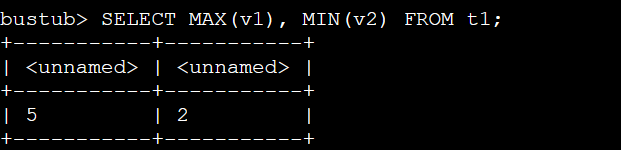 bustub> SELECT MAX(v1), MIN(v2) FROM t1;
+-----------+-----------+
| <unnamed> | <unnamed> |
+-----------+-----------+
| 5         | 2         |
+-----------+-----------+